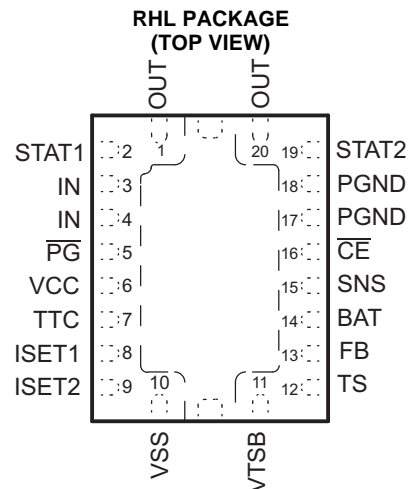 RHL PACKAGE
(TOP VIEW)
OUT OUT
1 20
STAT1 2 19 STAT2
IN 3 18 PGND
IN 4 17 PGND
P̅G̅ 5 16 C̅E̅
VCC 6 15 SNS
TTC 7 14 BAT
ISET1 8 13 FB
ISET2 9 12 TS
10 11
VSS VTSB